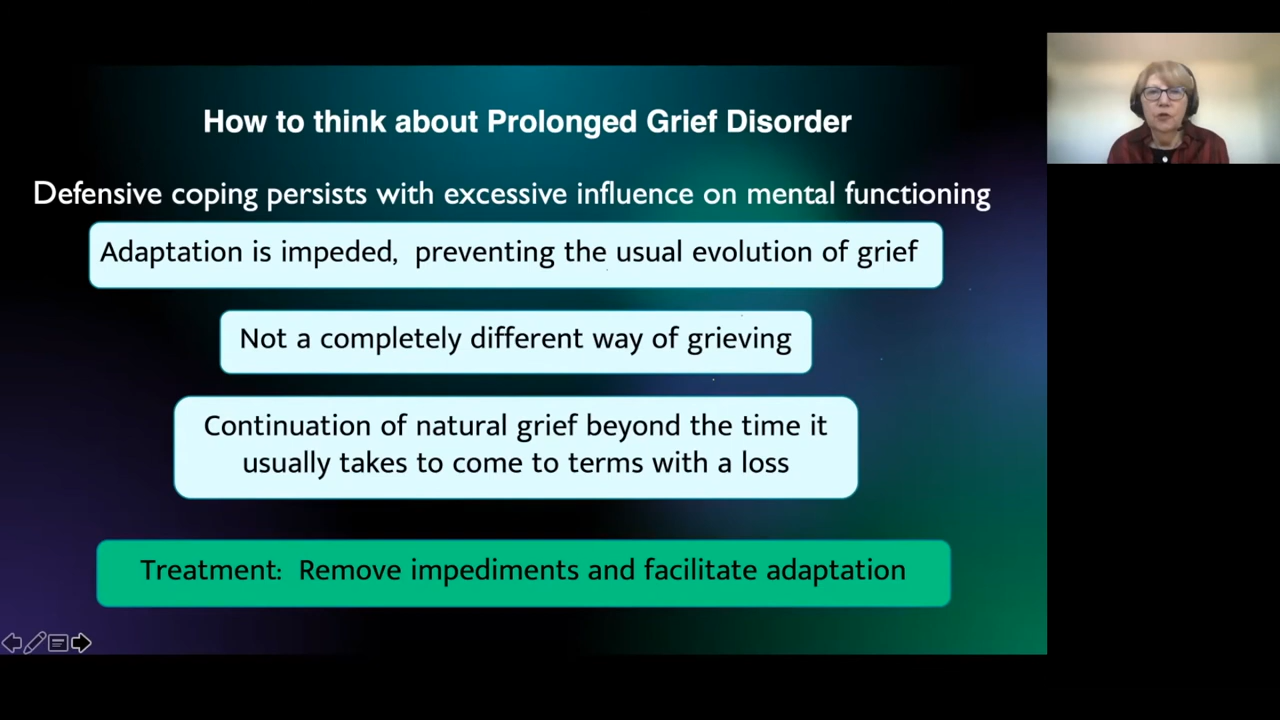 How to think about Prolonged Grief Disorder
Defensive coping persists with excessive influence on mental functioning
Adaptation is impeded,  preventing the usual evolution of grief
Not a completely different way of grieving
Continuation of natural grief beyond the time it
usually takes to come to terms with a loss
Treatment:  Remove impediments and facilitate adaptation